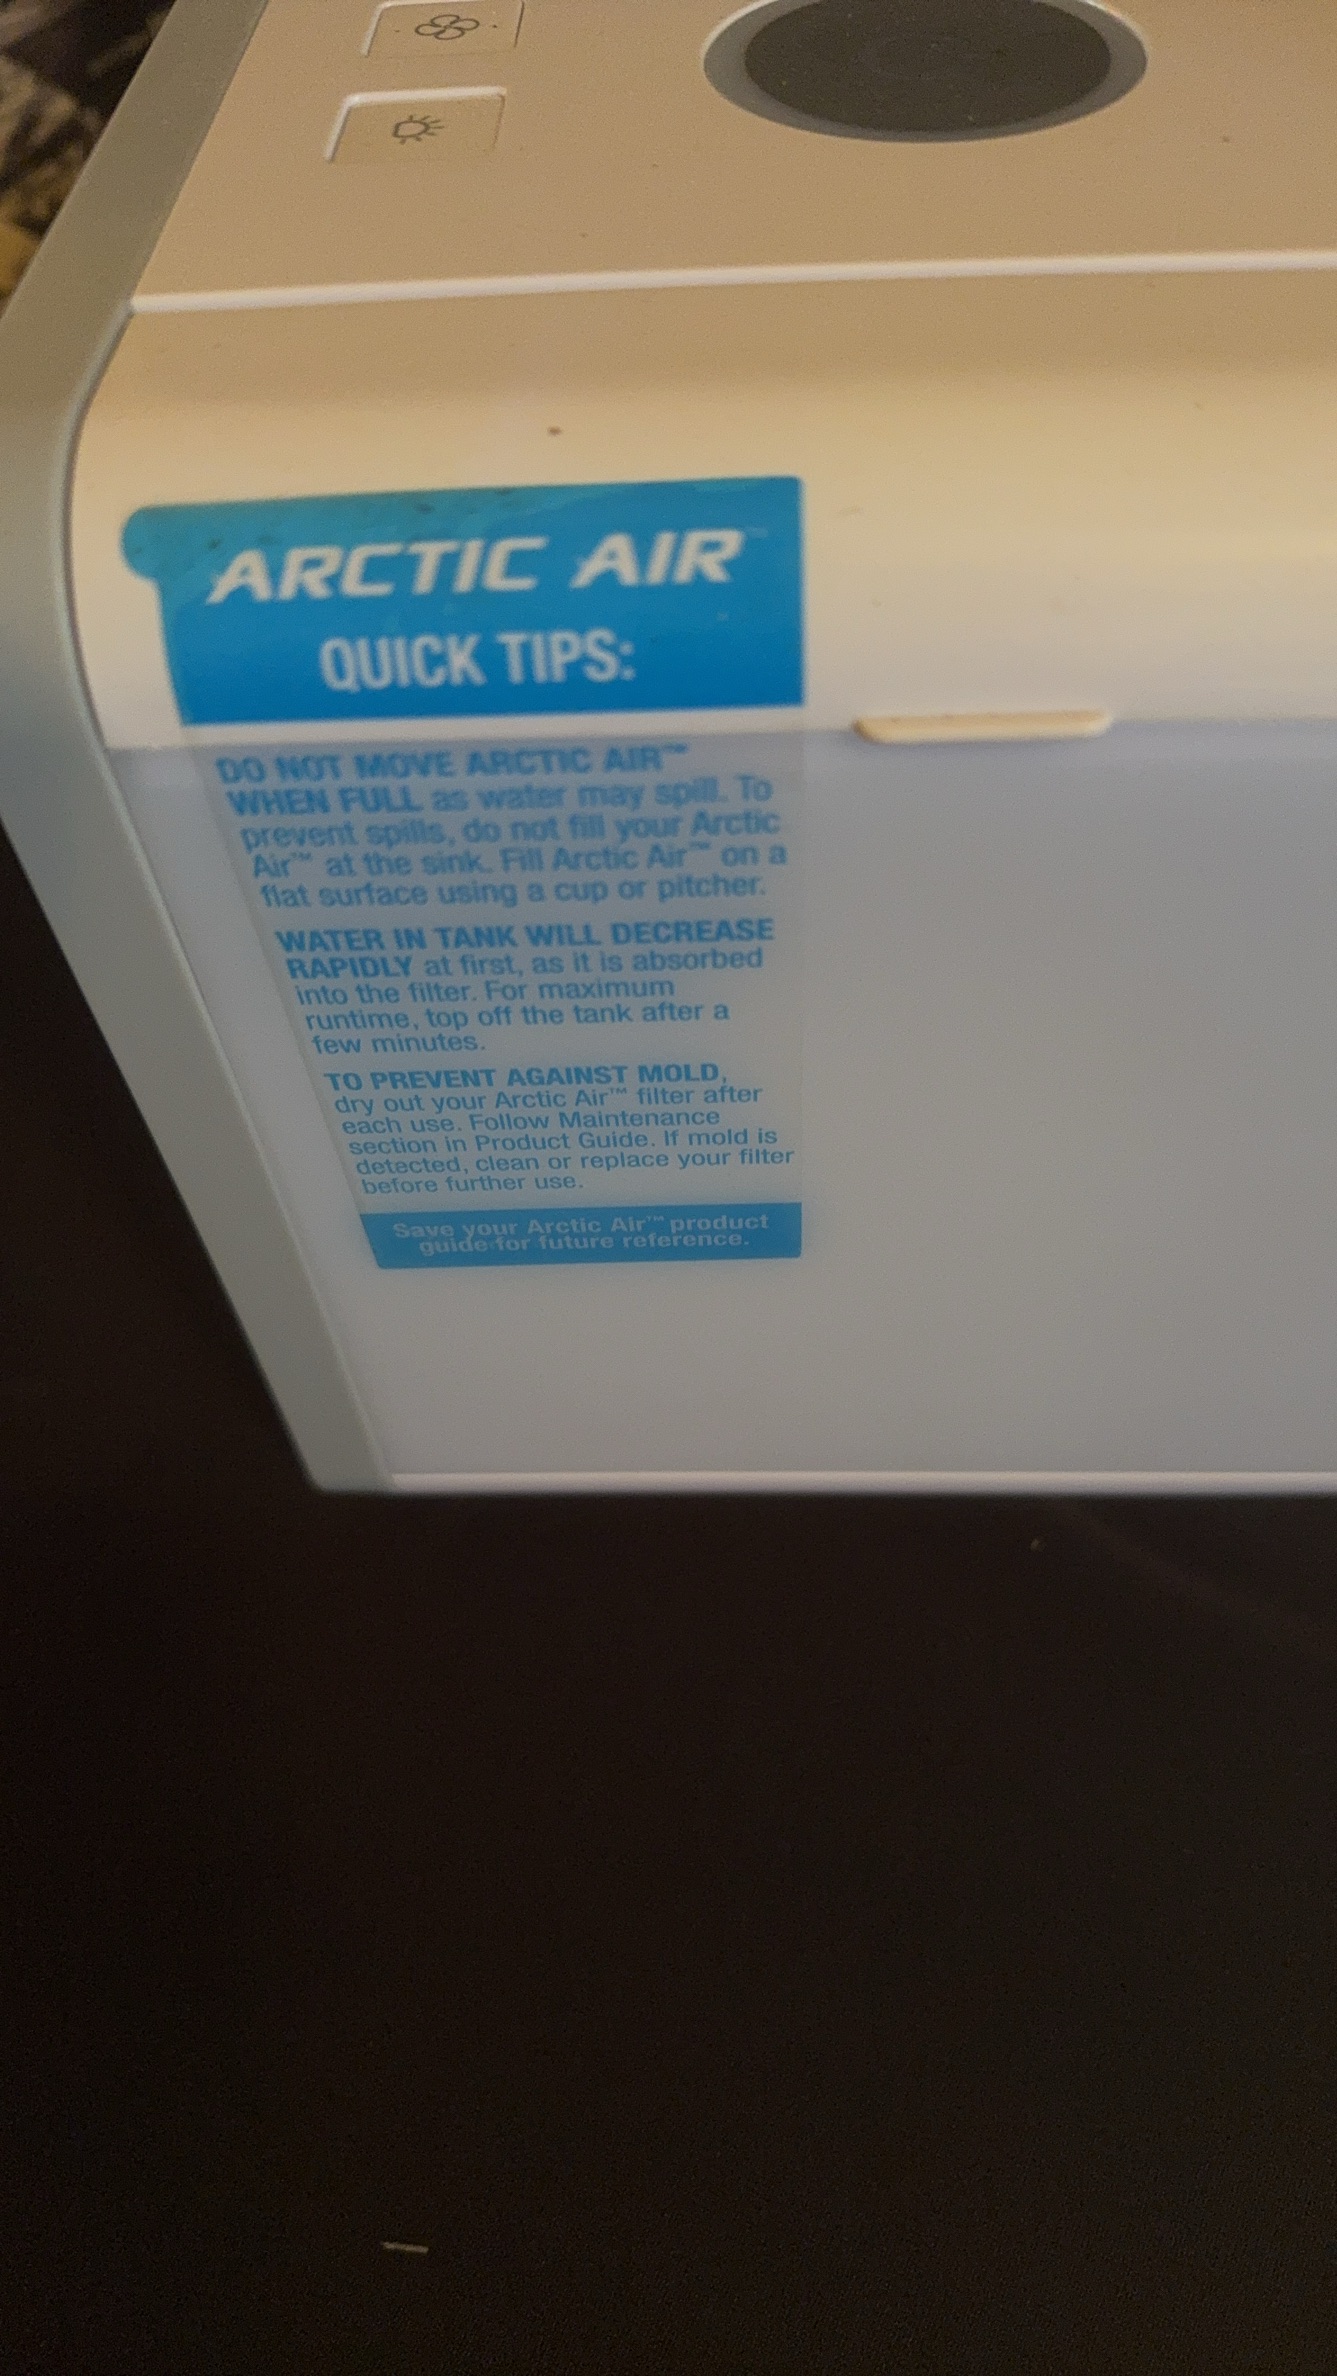 ARCTIC AIR™
QUICK TIPS:
DO NOT MOVE ARCTIC AIR™
WHEN FULL as water may spill. To
prevent spills, do not fill your Arctic
Air™ at the sink. Fill Arctic Air™ on a
flat surface using a cup or pitcher.
WATER IN TANK WILL DECREASE
RAPIDLY at first, as it is absorbed
into the filter. For maximum
runtime, top off the tank after a
few minutes.
TO PREVENT AGAINST MOLD,
dry out your Arctic Air™ filter after
each use. Follow Maintenance
section in Product Guide. If mold is
detected, clean or replace your filter
before further use.
Save your Arctic Air™ product
guide for future reference.